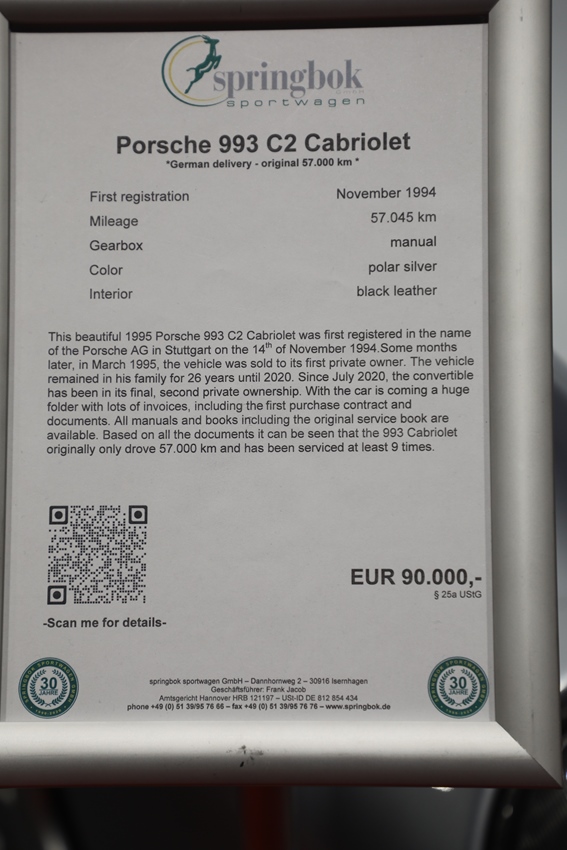 springbok
sportwagen
Porsche 993 C2 Cabriolet
*German delivery - original 57.000 km *
First registration November 1994
Mileage 57.045 km
Gearbox manual
Color polar silver
Interior black leather
This beautiful 1995 Porsche 993 C2 Cabriolet was first registered in the name
of the Porsche AG in Stuttgart on the 14th of November 1994.Some months
later, in March 1995, the vehicle was sold to its first private owner. The vehicle
remained in his family for 26 years until 2020. Since July 2020, the convertible
has been in its final, second private ownership. With the car is coming a huge
folder with lots of invoices, including the first purchase contract and
documents. All manuals and books including the original service book are
available. Based on all the documents it can be seen that the 993 Cabriolet
originally only drove 57.000 km and has been serviced at least 9 times.
EUR 90.000,-
§ 25a UStG
-Scan me for details-
30
JAHRE
springbok sportwagen GmbH – Dannhornweg 2 – 30916 Isernhagen
Geschäftsführer: Frank Jacob
Amtsgericht Hannover HRB 121197 – USt-ID DE 812 854 434
phone +49 (0) 51 39/95 76 66 – fax +49 (0) 51 39/95 76 76 – www.springbok.de
30
JAHRE